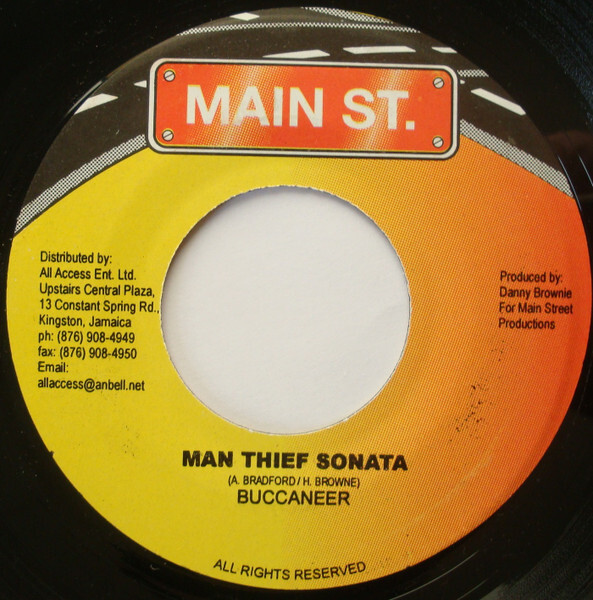 MAIN ST.
Distributed by:
All Access Ent. Ltd.
Upstairs Central Plaza,
13 Constant Spring Rd.,
Kingston, Jamaica
ph: (876) 908-4949
fax: (876) 908-4950
Email:
allaccess@anbell.net
Produced by:
Danny Brownie
For Main Street
Productions
MAN THIEF SONATA
(A. BRADFORD / H. BROWNE)
BUCCANEER
ALL RIGHTS RESERVED